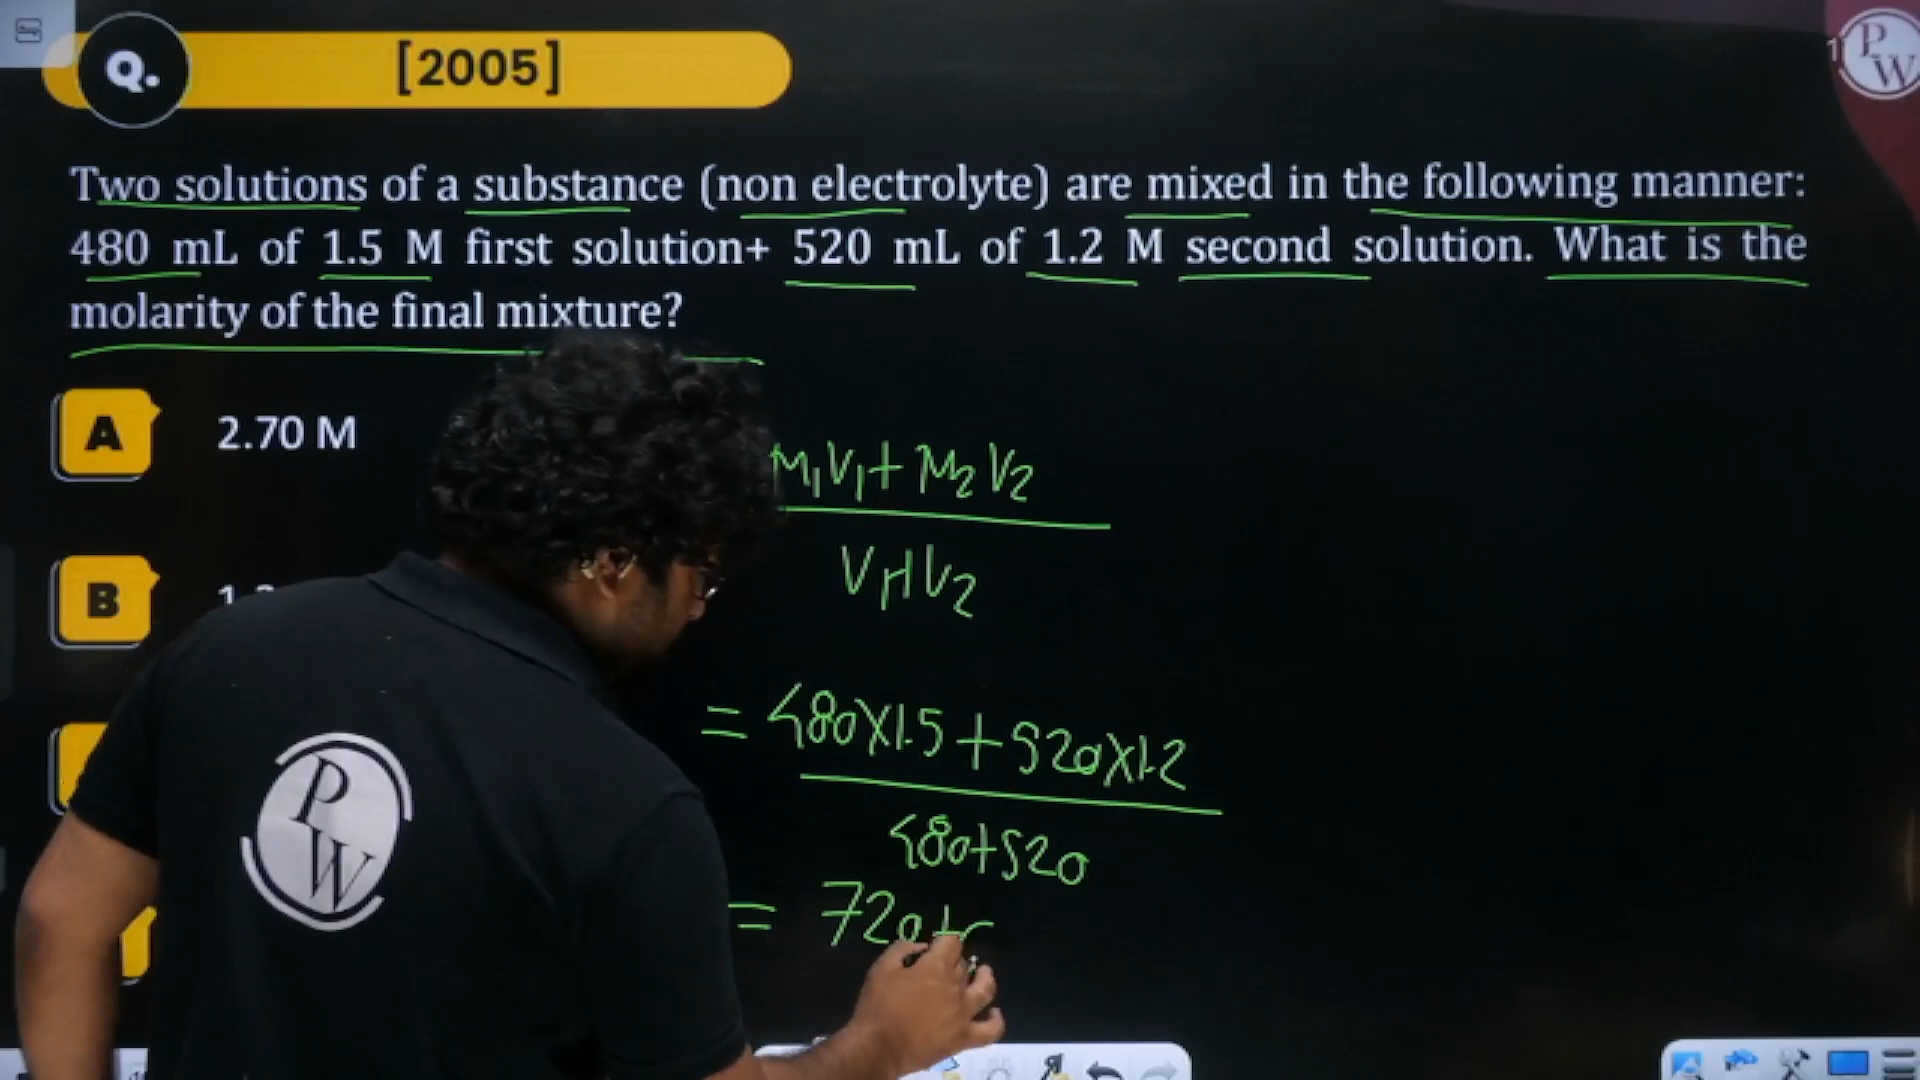 Q.
[2005]
PW
Two solutions of a substance (non electrolyte) are mixed in the following manner:
480 mL of 1.5 M first solution+ 520 mL of 1.2 M second solution. What is the
molarity of the final mixture?
A 2.70 M
B
M₁V₁ + M₂V₂
V₁+V₂
= 480X1.5 + 520X1.2
480+520
= 720+
PW